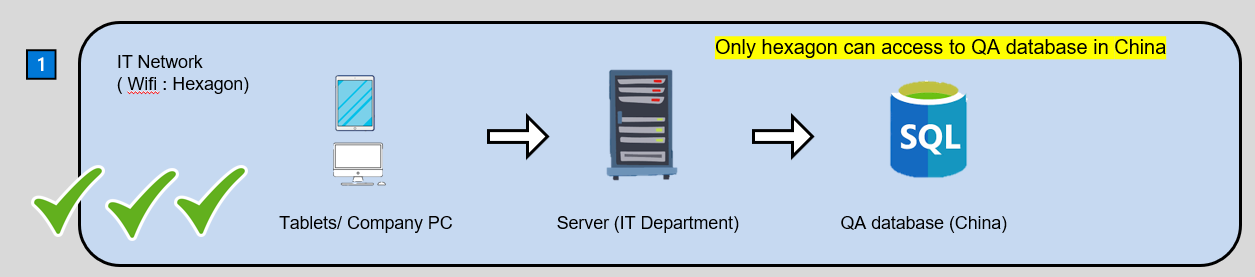 1
IT Network
( Wifi : Hexagon)
Only hexagon can access to QA database in China
SQL
Tablets/ Company PC
Server (IT Department)
QA database (China)